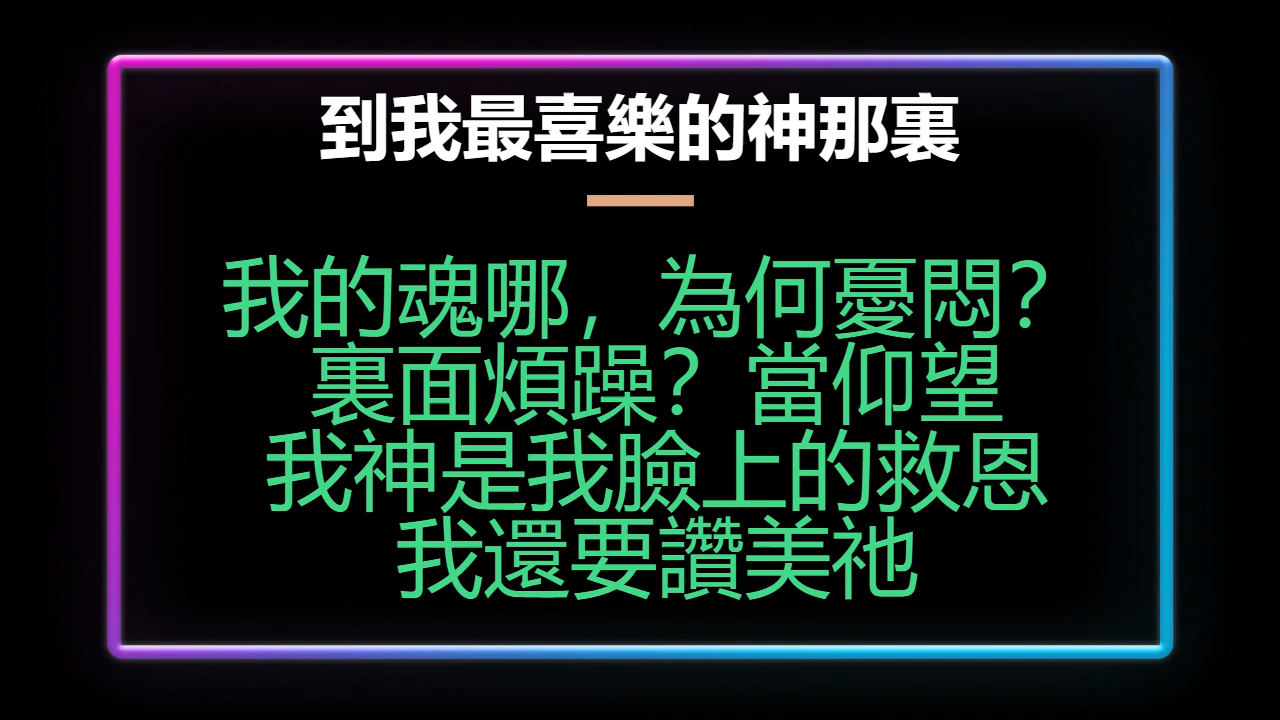 到我最喜樂的神那裏
我的魂哪，為何憂悶？
裏面煩躁？當仰望
我神是我臉上的救恩
我還要讚美祂